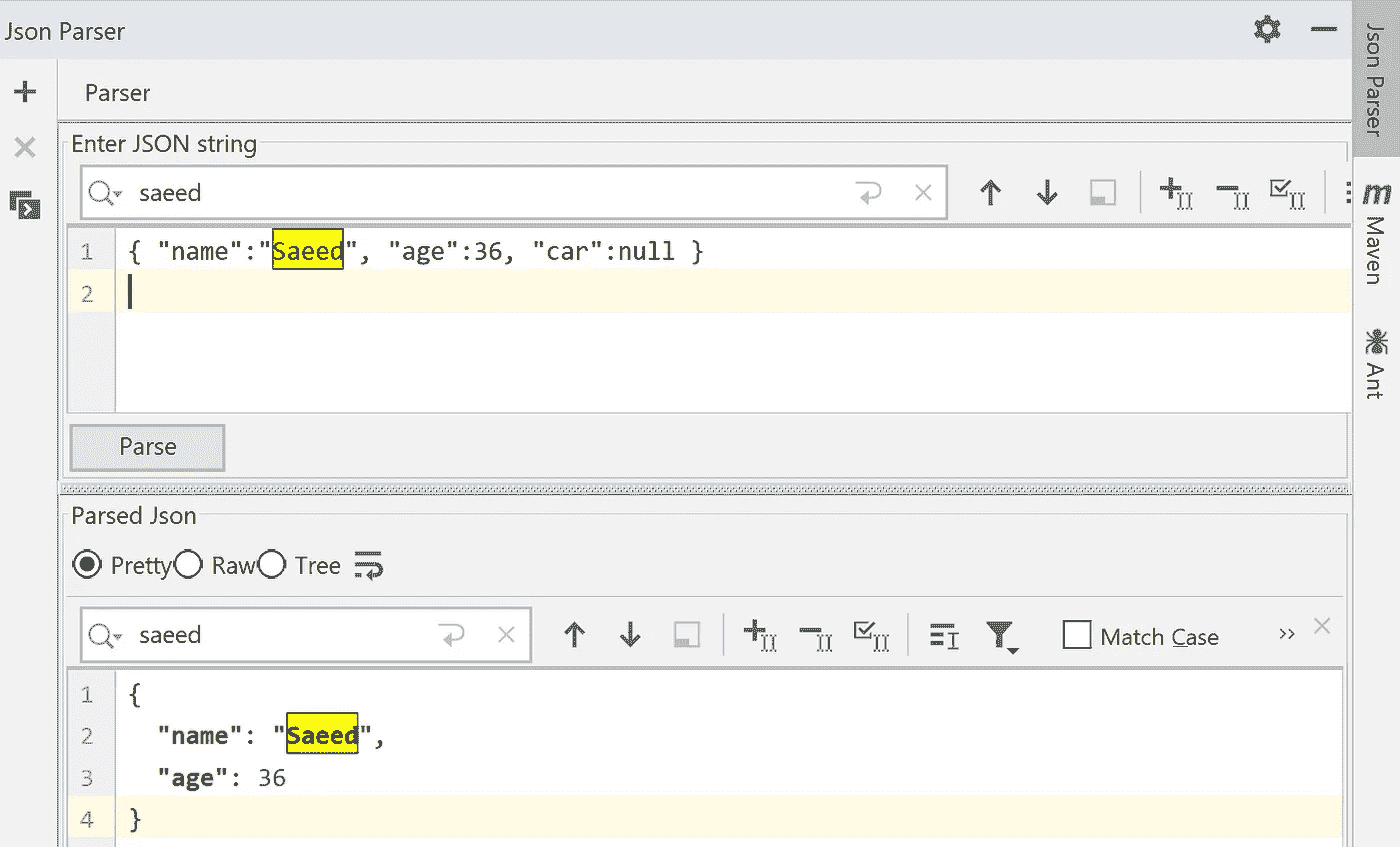 Json Parser
Parser
Enter JSON string
saeed
1 { "name":"Saeed", "age":36, "car":null }
2
Parse
Parsed Json
Pretty Raw Tree
saeed
Match Case
1 {
2 "name": "Saeed",
3 "age": 36
4 }
Json Parser
m Maven
Ant